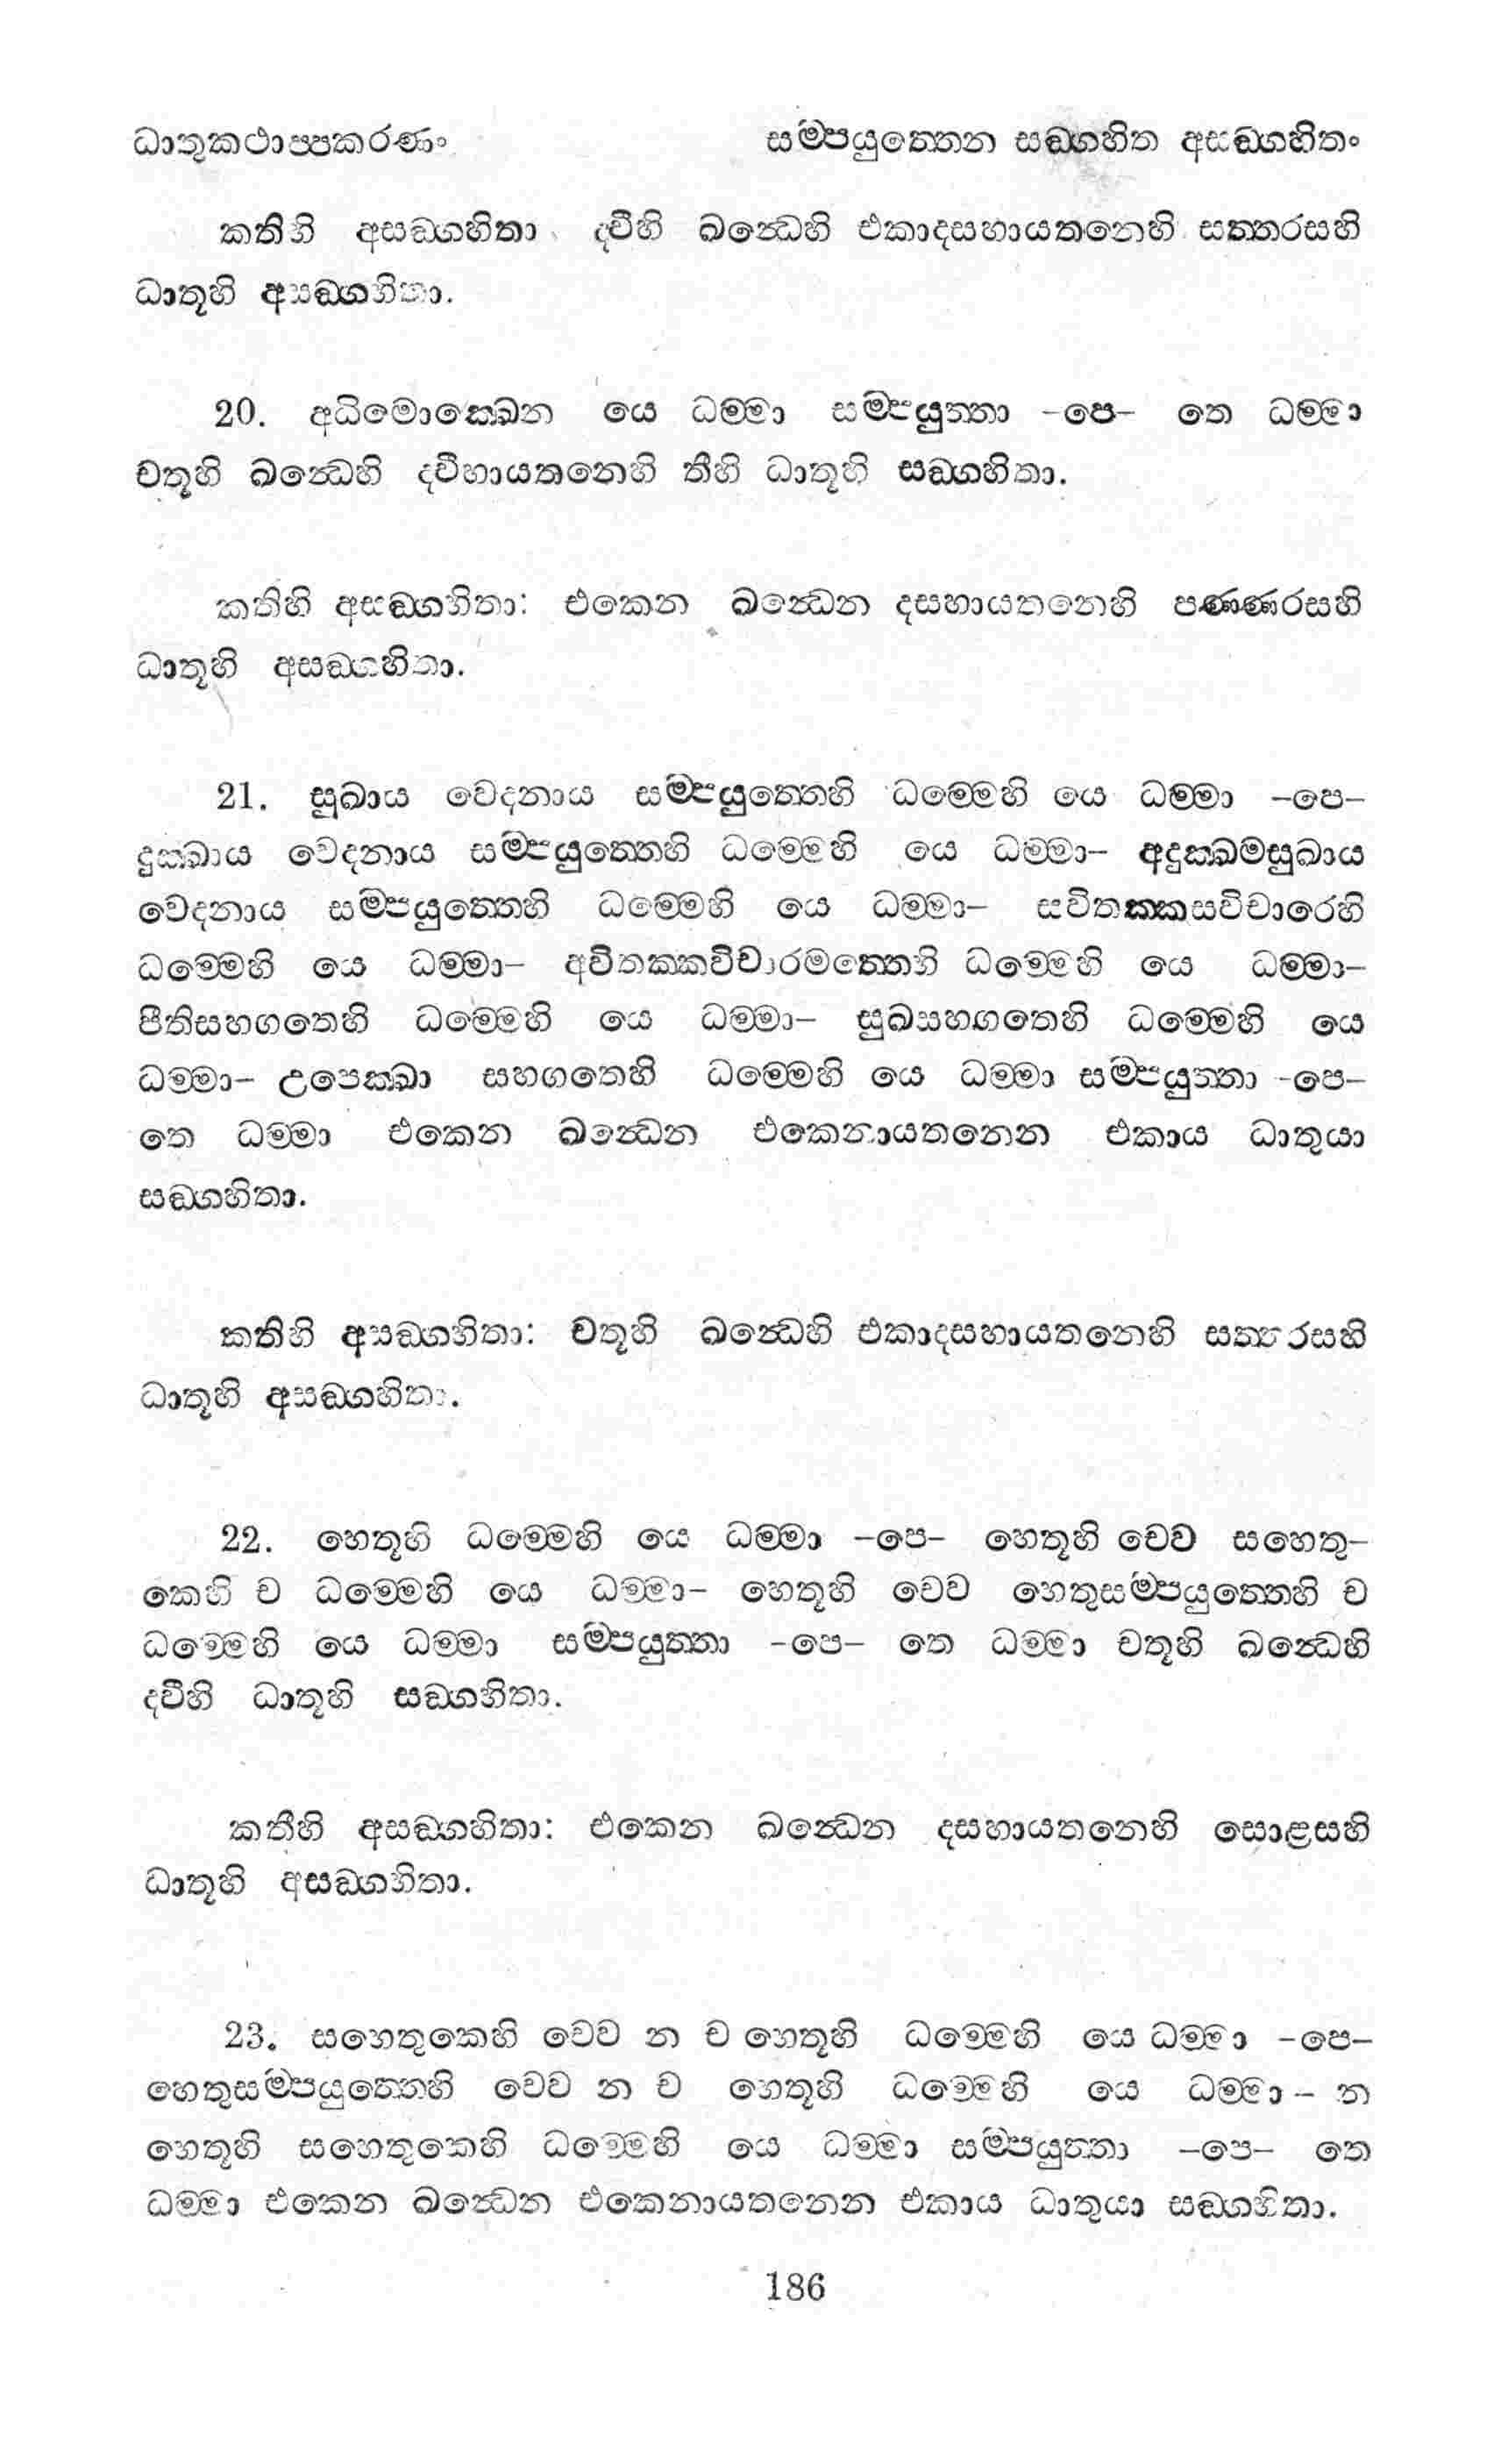 ධාතුකථාප්පකරණං සම්පයුත්තෙන සඞ්ගහිත අසඞ්ගහිතං
කතිහි අසඞ්ගහිතා ද්වීහි ඛන්ධෙහි එකාදසහායතනෙහි සත්තරසහි
ධාතූහි අසඞ්ගහිතා.
20. අධිමොක්ඛෙන යෙ ධම්මා සම්පයුත්තා -පෙ- තෙ ධම්මා
චතූහි ඛන්ධෙහි ද්වීහායතනෙහි තීහි ධාතූහි සඞ්ගහිතා.
කතිහි අසඞ්ගහිතා: එකෙන ඛන්ධෙන දසහායතනෙහි පණ්ණරසහි
ධාතූහි අසඞ්ගහිතා.
21. සුඛාය වෙදනාය සම්පයුත්තෙහි ධම්මෙහි යෙ ධම්මා -පෙ-
දුක්ඛාය වෙදනාය සම්පයුත්තෙහි ධම්මෙහි යෙ ධම්මා- අදුක්ඛමසුඛාය
වෙදනාය සම්පයුත්තෙහි ධම්මෙහි යෙ ධම්මා- සවිතක්කසවිචාරෙහි
ධම්මෙහි යෙ ධම්මා- අවිතක්කවිචාරමත්තෙහි ධම්මෙහි යෙ ධම්මා-
පීතිසහගතෙහි ධම්මෙහි යෙ ධම්මා- සුඛසහගතෙහි ධම්මෙහි යෙ
ධම්මා- උපෙක්ඛා සහගතෙහි ධම්මෙහි යෙ ධම්මා සම්පයුත්තා -පෙ-
තෙ ධම්මා එකෙන ඛන්ධෙන එකෙනායතනෙන එකාය ධාතුයා
සඞ්ගහිතා.
කතිහි අසඞ්ගහිතා: චතූහි ඛන්ධෙහි එකාදසහායතනෙහි සත්තරසහි
ධාතූහි අසඞ්ගහිතා.
22. හෙතූහි ධම්මෙහි යෙ ධම්මා -පෙ- හෙතූහි චෙව සහෙතු-
කෙහි ච ධම්මෙහි යෙ ධම්මා- හෙතූහි චෙව හෙතුසම්පයුත්තෙහි ච
ධම්මෙහි යෙ ධම්මා සම්පයුත්තා -පෙ- තෙ ධම්මා චතූහි ඛන්ධෙහි
ද්වීහි ධාතූහි සඞ්ගහිතා.
කතීහි අසඞ්ගහිතා: එකෙන ඛන්ධෙන දසහායතනෙහි සොළසහි
ධාතූහි අසඞ්ගහිතා.
23. සහෙතුකෙහි චෙව න ච හෙතූහි ධම්මෙහි යෙ ධම්මා -පෙ-
හෙතුසම්පයුත්තෙහි චෙව න ච හෙතූහි ධම්මෙහි යෙ ධම්මා - න
හෙතූහි සහෙතුකෙහි ධම්මෙහි යෙ ධම්මා සම්පයුත්තා -පෙ- තෙ
ධම්මා එකෙන ඛන්ධෙන එකෙනායතනෙන එකාය ධාතුයා සඞ්ගහිතා.
186